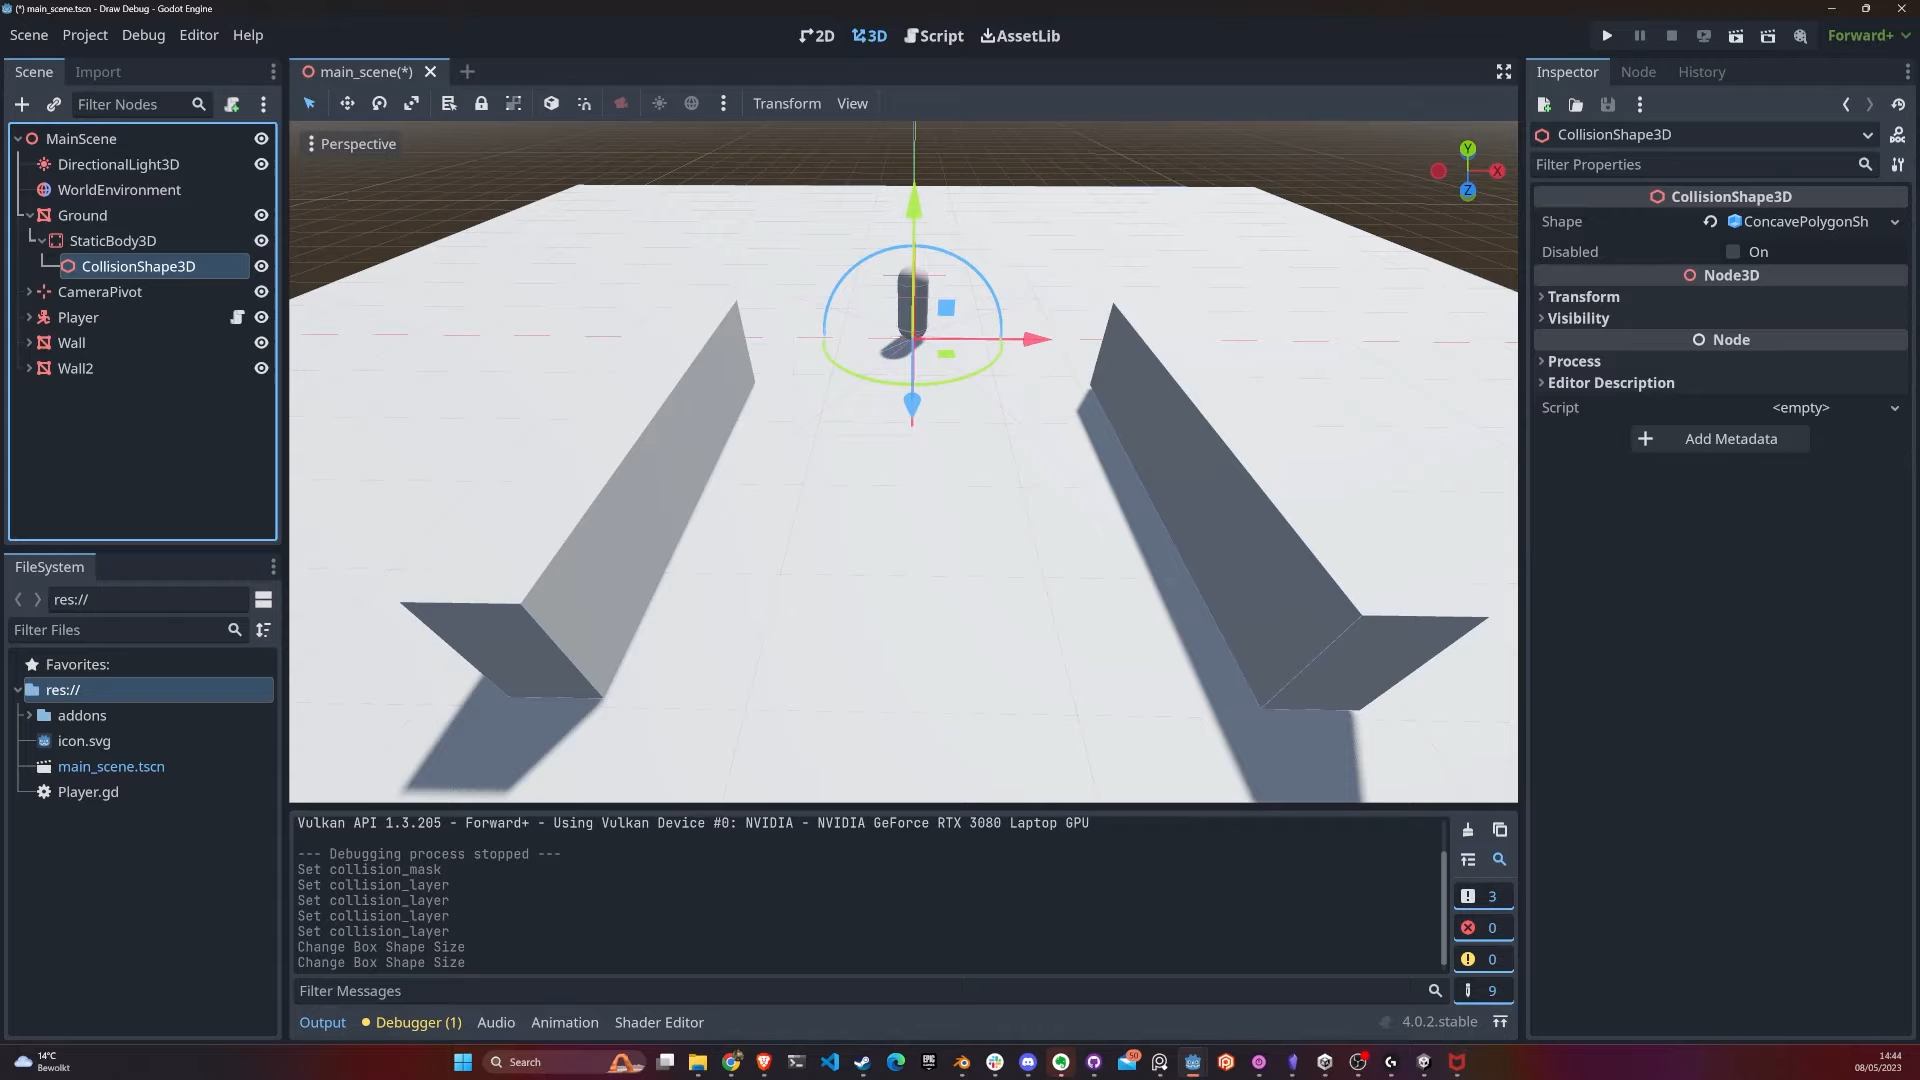 (*) main_scene.tscn - Draw Debug - Godot Engine
Scene Project Debug Editor Help
2D 3D Script AssetLib
Forward+
Scene Import
main_scene(*)
Inspector Node History
Filter Nodes
Transform View
MainScene
DirectionalLight3D
WorldEnvironment
Ground
StaticBody3D
CollisionShape3D
CameraPivot
Player
Wall
Wall2
Perspective
Y
X
Z
CollisionShape3D
Filter Properties
CollisionShape3D
Shape ConcavePolygonSh
Disabled On
Node3D
Transform
Visibility
Node
Process
Editor Description
Script <empty>
Add Metadata
FileSystem
res://
Filter Files
Favorites:
res://
addons
icon.svg
main_scene.tscn
Player.gd
Vulkan API 1.3.205 - Forward+ - Using Vulkan Device #0: NVIDIA - NVIDIA GeForce RTX 3080 Laptop GPU
--- Debugging process stopped ---
Set collision_mask
Set collision_layer
Set collision_layer
Set collision_layer
Set collision_layer
Change Box Shape Size
Change Box Shape Size
3
0
0
9
Filter Messages
Output Debugger (1) Audio Animation Shader Editor
4.0.2.stable
14°C
Bewolkt
Search
EPIC
50
14:44
08/05/2023